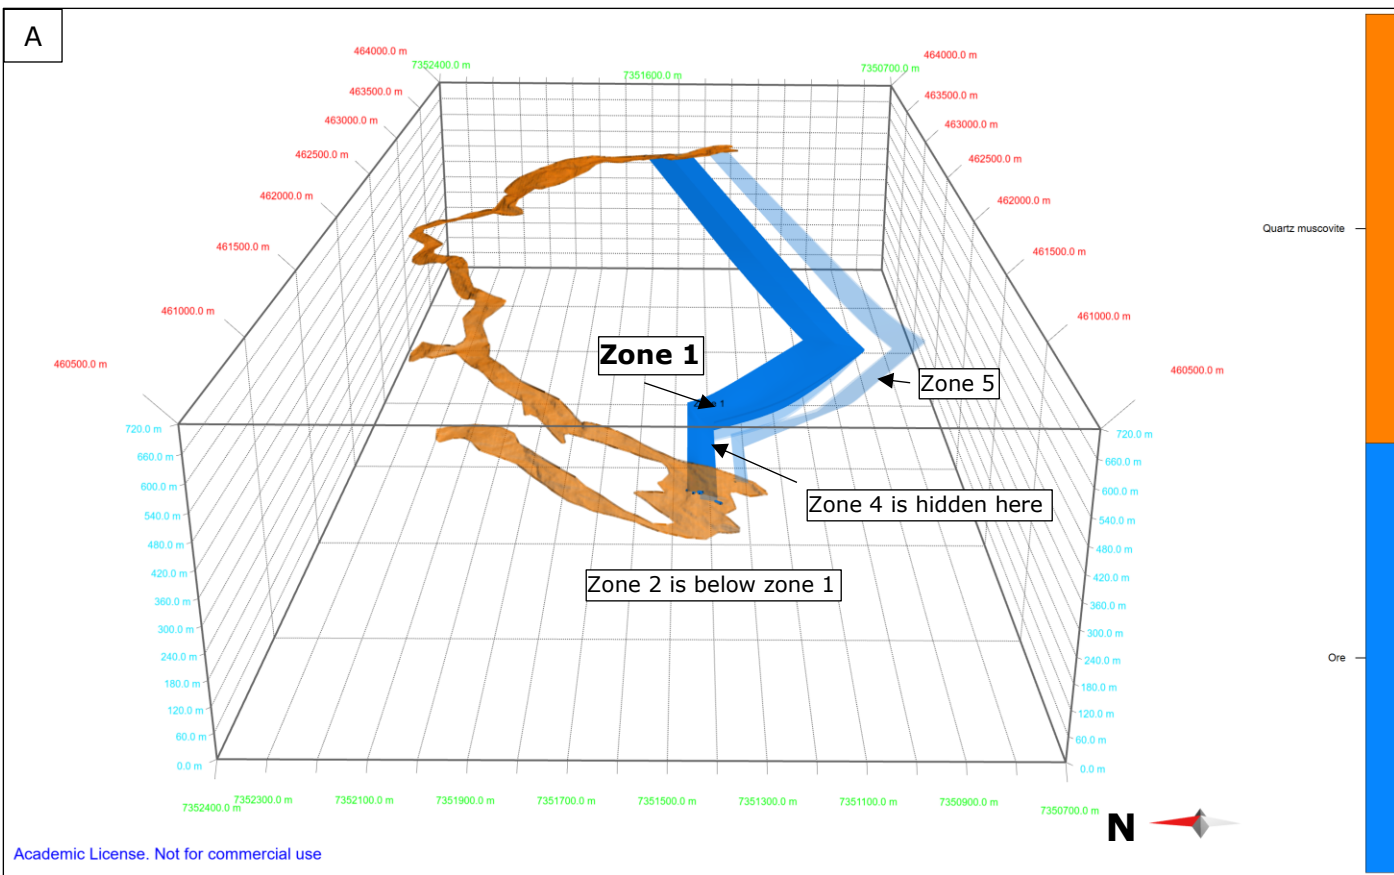 A
464000.0 m
7352400.0 m
7351600.0 m
7350700.0 m
464000.0 m
463500.0 m
463500.0 m
463000.0 m
463000.0 m
462500.0 m
462500.0 m
462000.0 m
462000.0 m
461500.0 m
461500.0 m
461000.0 m
461000.0 m
460500.0 m
460500.0 m
Quartz muscovite
Zone 1
Zone 5
Zone 4 is hidden here
Zone 2 is below zone 1
720.0 m
660.0 m
600.0 m
540.0 m
480.0 m
420.0 m
360.0 m
300.0 m
240.0 m
180.0 m
120.0 m
60.0 m
0.0 m
720.0 m
660.0 m
600.0 m
540.0 m
480.0 m
420.0 m
360.0 m
300.0 m
240.0 m
180.0 m
120.0 m
60.0 m
0.0 m
Ore
7352400.0 m
7352300.0 m
7352100.0 m
7351900.0 m
7351700.0 m
7351500.0 m
7351300.0 m
7351100.0 m
7350900.0 m
7350700.0 m
N
Academic License. Not for commercial use